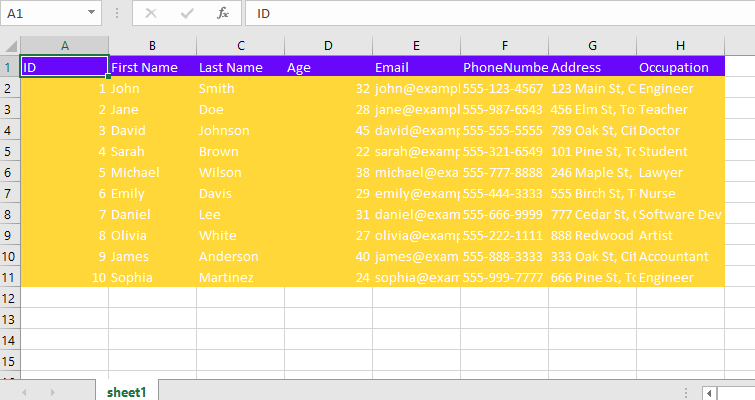 A1 fx ID
A B C D E F G H
1 ID First Name Last Name Age Email PhoneNumbe Address Occupation
2 1 John Smith 32 john@exampl 555-123-4567 123 Main St, C Engineer
3 2 Jane Doe 28 jane@exampl 555-987-6543 456 Elm St, To Teacher
4 3 David Johnson 45 david@examp 555-555-5555 789 Oak St, Cit Doctor
5 4 Sarah Brown 22 sarah@examp 555-321-6549 101 Pine St, To Student
6 5 Michael Wilson 38 michael@exa 555-777-8888 246 Maple St, Lawyer
7 6 Emily Davis 29 emily@examp 555-444-3333 555 Birch St, T Nurse
8 7 Daniel Lee 31 daniel@exam 555-666-9999 777 Cedar St, Software Dev
9 8 Olivia White 27 olivia@examp 555-222-1111 888 Redwood Artist
10 9 James Anderson 40 james@exam 555-888-3333 333 Oak St, Cit Accountant
11 10 Sophia Martinez 24 sophia@exam 555-999-7777 666 Pine St, To Engineer
12
13
14
15
sheet1